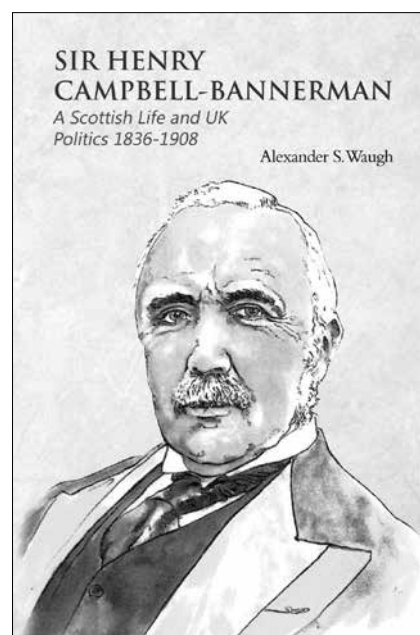 SIR HENRY
CAMPBELL-BANNERMAN
A Scottish Life and UK
Politics 1836-1908
Alexander S. Waugh